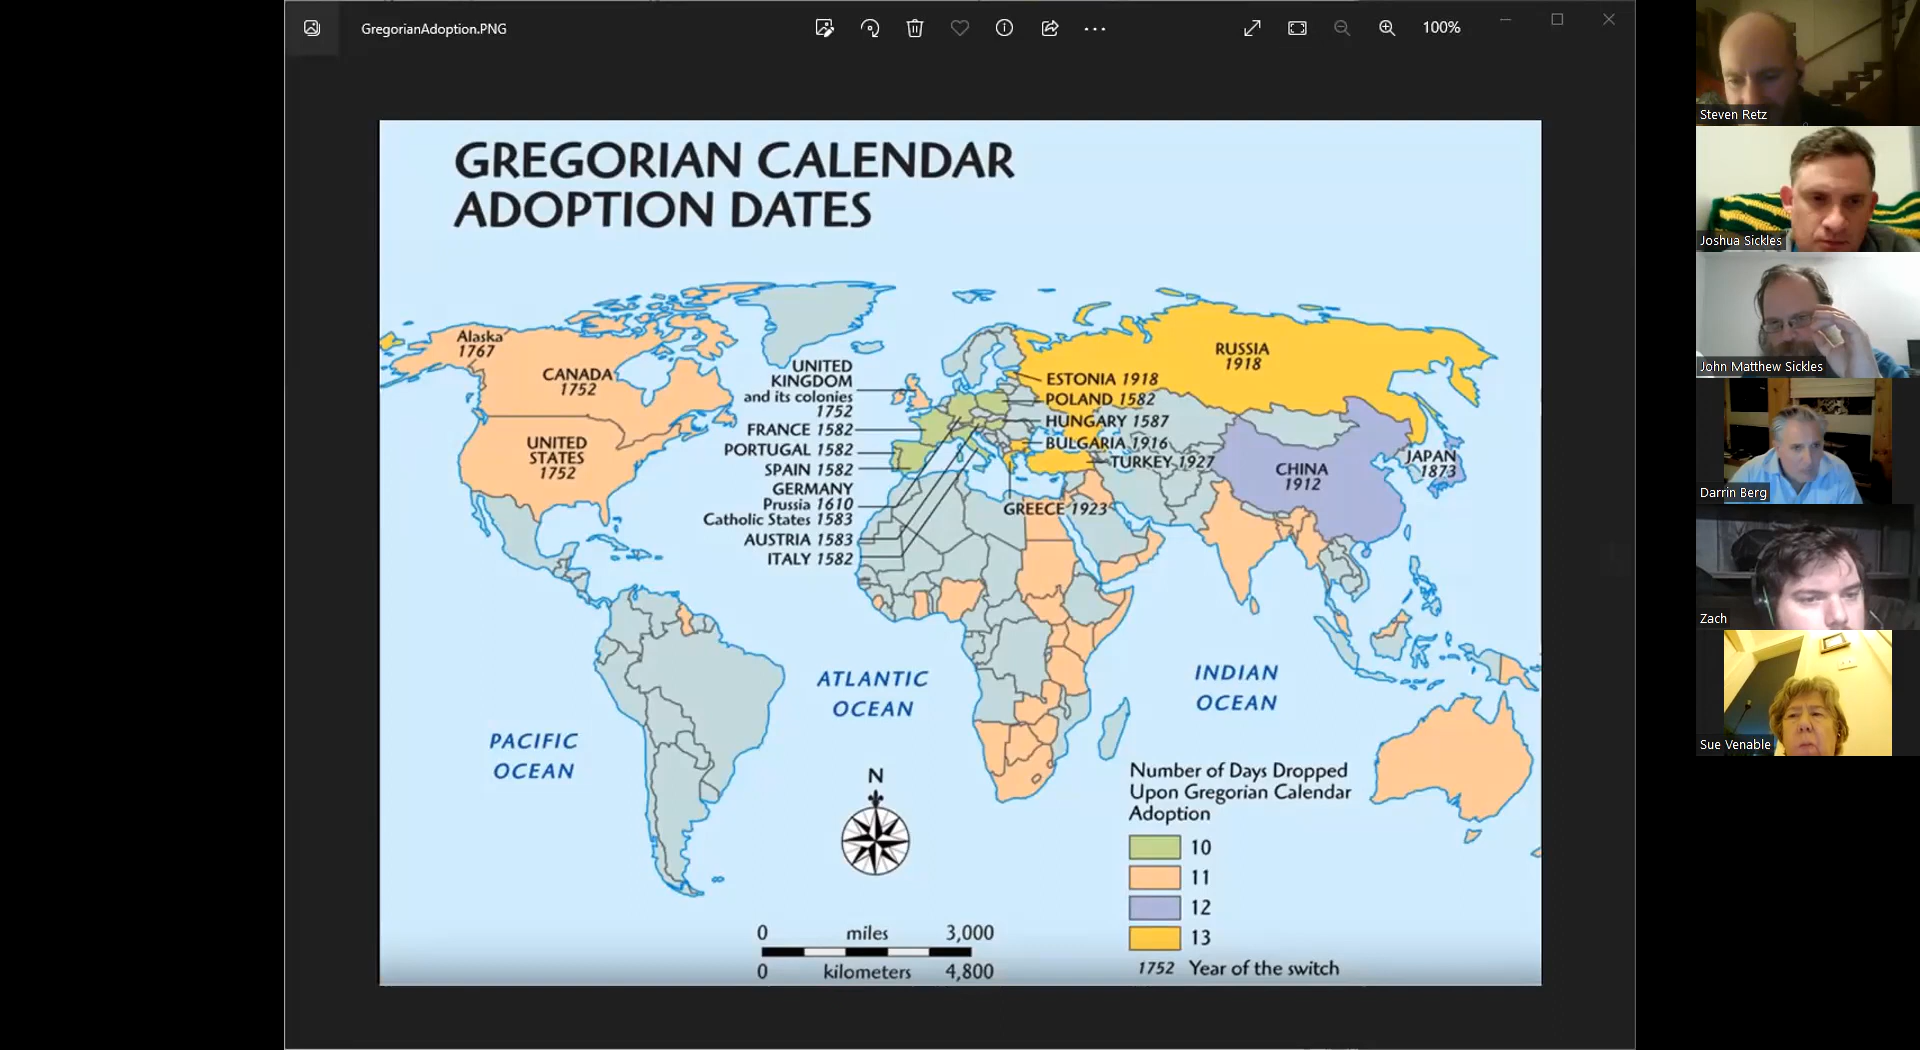 GregorianAdoption.PNG
100%
GREGORIAN CALENDAR
ADOPTION DATES
Alaska
1767
CANADA
1752
UNITED
STATES
1752
UNITED
KINGDOM
and its colonies
1752
FRANCE 1582
PORTUGAL 1582
SPAIN 1582
GERMANY
Prussia 1610
Catholic States 1583
AUSTRIA 1583
ITALY 1582
RUSSIA
1918
ESTONIA 1918
POLAND 1582
HUNGARY 1587
BULGARIA 1916
TURKEY 1927
GREECE 1923
CHINA
1912
JAPAN
1873
PACIFIC
OCEAN
ATLANTIC
OCEAN
INDIAN
OCEAN
N
0 miles 3,000
0 kilometers 4,800
Number of Days Dropped
Upon Gregorian Calendar
Adoption
10
11
12
13
1752 Year of the switch
Steven Retz
Joshua Sickles
John Matthew Sickles
Darrin Berg
Zach
Sue Venable